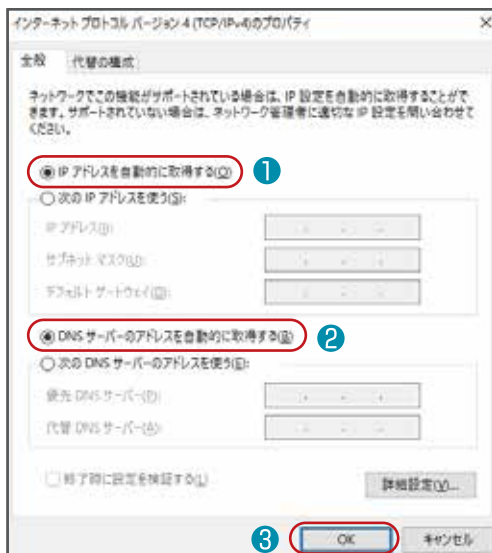 インターネット プロトコル バージョン 4 (TCP/IPv4)のプロパティ
全般 代替の構成
ネットワークでこの機能がサポートされている場合は、IP 設定を自動的に取得することがで
きます。サポートされていない場合は、ネットワーク管理者に適切な IP 設定を問い合わせて
ください。
IP アドレスを自動的に取得する(O) 1
次の IP アドレスを使う(S):
IP アドレス(I):
サブネット マスク(U):
デフォルト ゲートウェイ(D):
DNS サーバーのアドレスを自動的に取得する(B) 2
次の DNS サーバーのアドレスを使う(E):
優先 DNS サーバー(P):
代替 DNS サーバー(A):
終了時に設定を検証する(L)
詳細設定(V)...
3 OK キャンセル